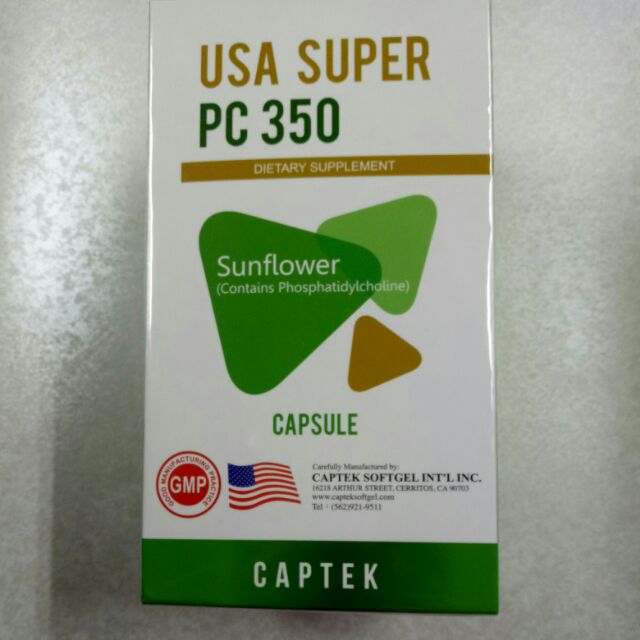 USA SUPER
PC 350
DIETARY SUPPLEMENT
Sunflower
(Contains Phosphatidylcholine)
CAPSULE
GOOD MANUFACTURING PRACTICE
GMP
Carefully Manufactured by:
CAPTEK SOFTGEL INT'L INC.
16218 ARTHUR STREET, CERRITOS, CA 90703
www.capteksoftgel.com
Tel : (562)921-9511
CAPTEK